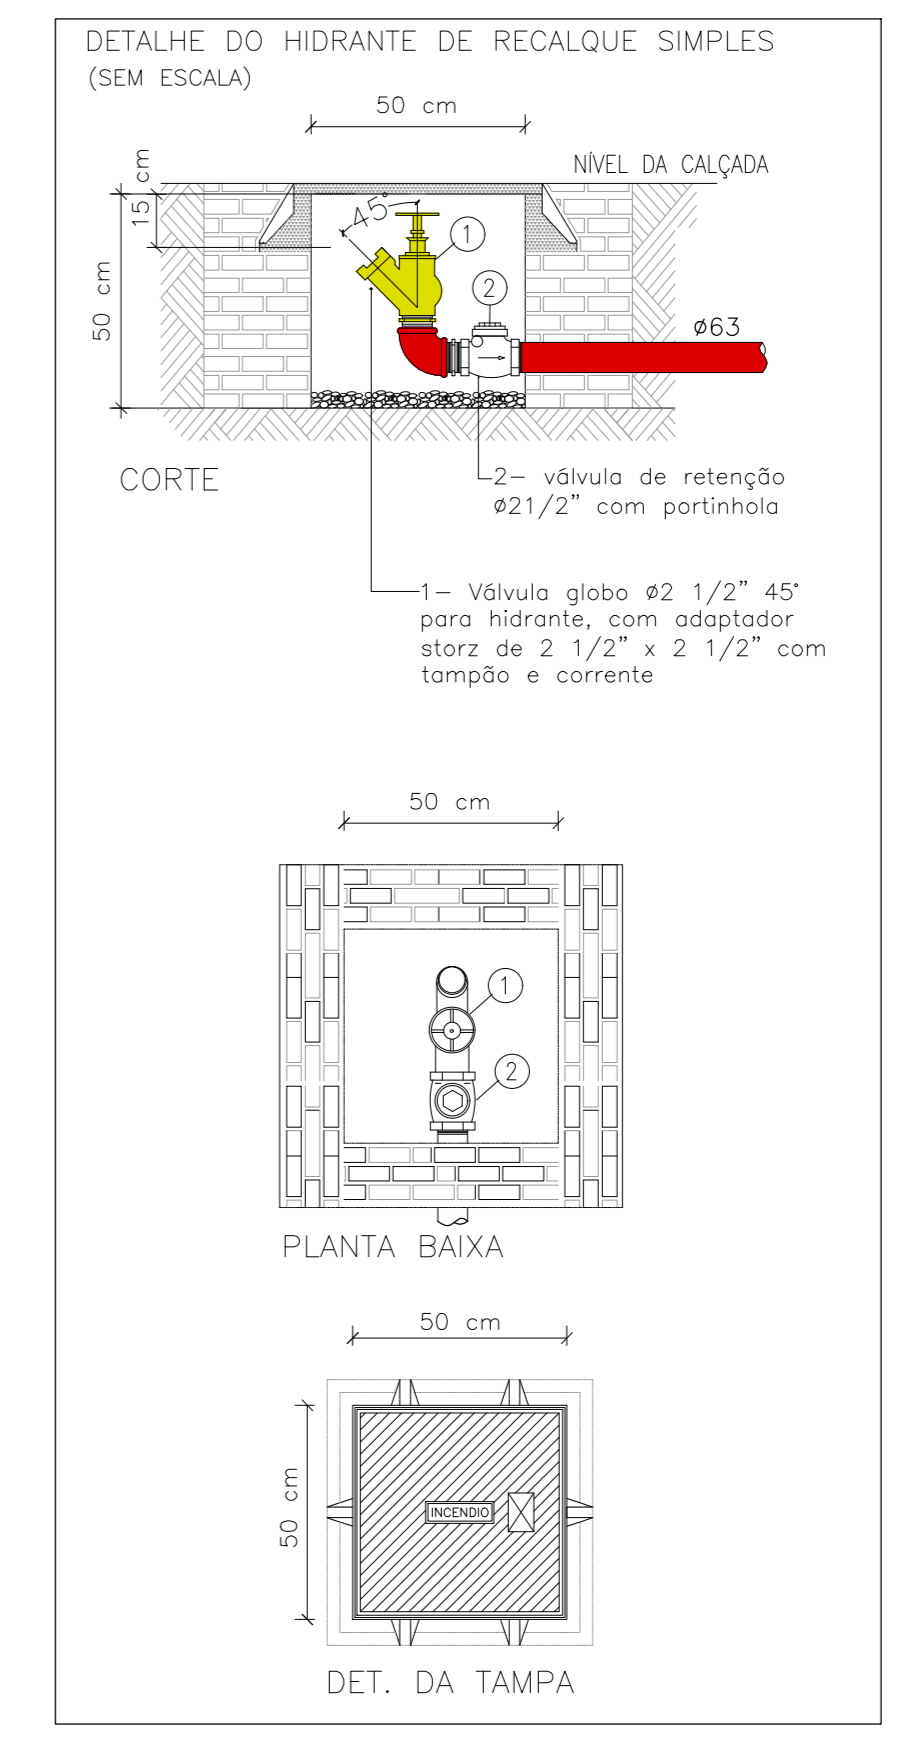 DETALHE DO HIDRANTE DE RECALQUE SIMPLES
(SEM ESCALA)
50 cm
NÍVEL DA CALÇADA
15 cm
45°
1
2
50 cm
ø63
CORTE
2- válvula de retenção
ø21/2” com portinhola
1- Válvula globo ø2 1/2” 45°
para hidrante, com adaptador
storz de 2 1/2” x 2 1/2” com
tampão e corrente
50 cm
1
2
PLANTA BAIXA
50 cm
50 cm
INCENDIO
DET. DA TAMPA